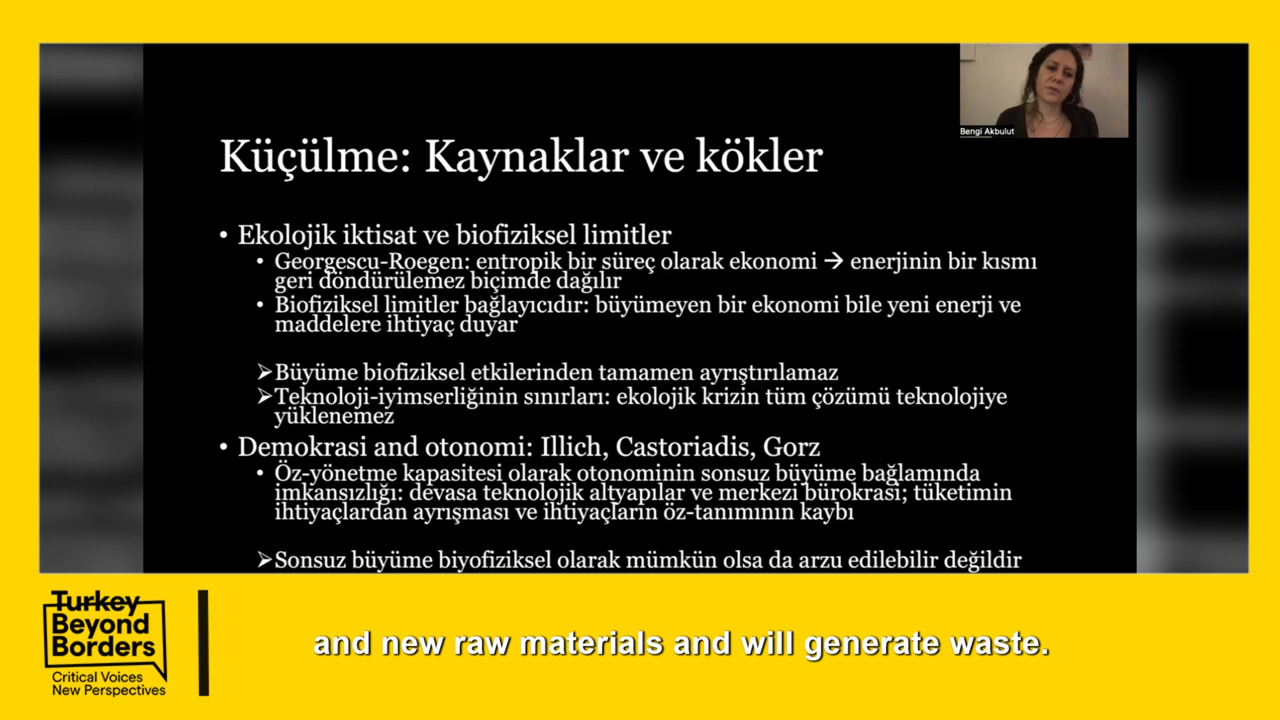 Bengi Akbulut
Küçülme: Kaynaklar ve kökler
• Ekolojik iktisat ve biofiziksel limitler
• Georgescu-Roegen: entropik bir süreç olarak ekonomi → enerjinin bir kısmı
geri döndürülemez biçimde dağılır
• Biofiziksel limitler bağlayıcıdır: büyümeyen bir ekonomi bile yeni enerji ve
maddelere ihtiyaç duyar
➢Büyüme biofiziksel etkilerinden tamamen ayrıştırılamaz
➢Teknoloji-iyimserliğinin sınırları: ekolojik krizin tüm çözümü teknolojiye
yüklenemez
• Demokrasi and otonomi: Illich, Castoriadis, Gorz
• Öz-yönetme kapasitesi olarak otonominin sonsuz büyüme bağlamında
imkansızlığı: devasa teknolojik altyapılar ve merkezi bürokrasi; tüketimin
ihtiyaçlardan ayrışması ve ihtiyaçların öz-tanımının kaybı
➢Sonsuz büyüme biyofiziksel olarak mümkün olsa da arzu edilebilir değildir
Turkey
Beyond
Borders
Critical Voices
New Perspectives
and new raw materials and will generate waste.